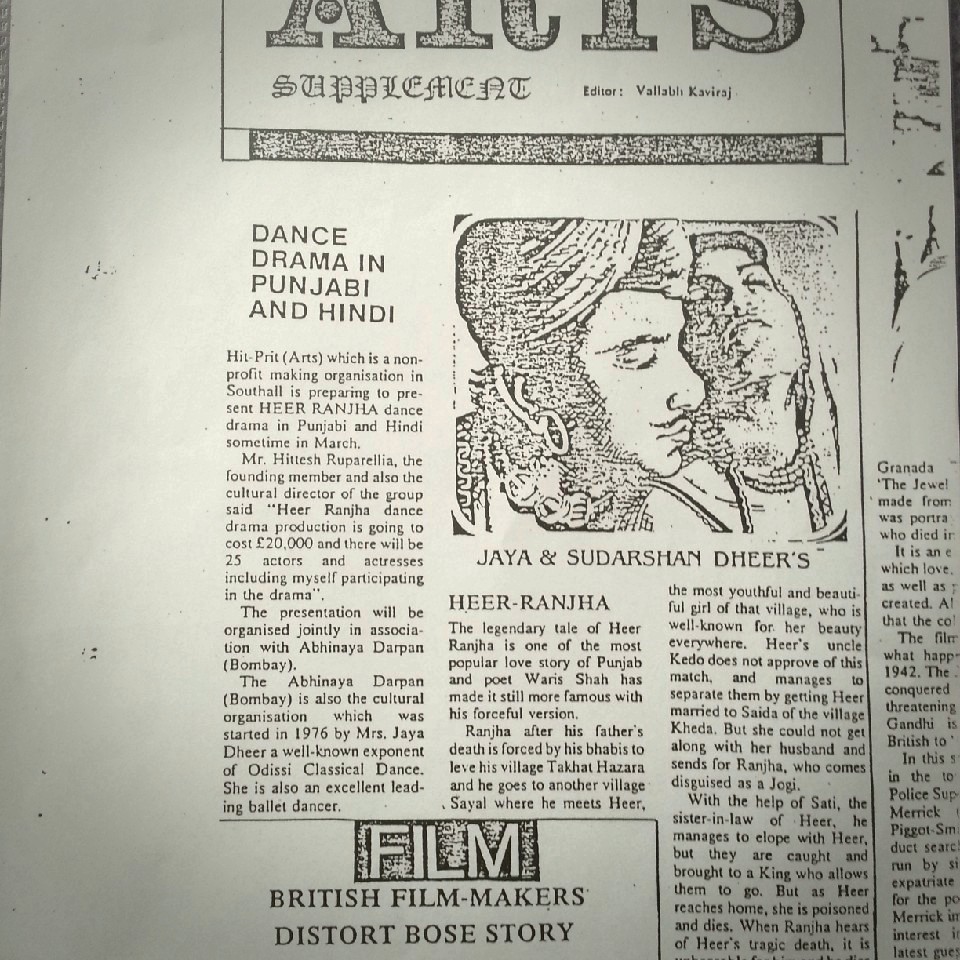 Arts
SUPPLEMENT
Editor: Vallabh Kaviraj
DANCE
DRAMA IN
PUNJABI
AND HINDI
Hit-Prit (Arts) which is a non-
profit making organisation in
Southall is preparing to pre-
sent HEER RANJHA dance
drama in Punjabi and Hindi
sometime in March.
Mr. Hittesh Ruparellia, the
founding member and also the
cultural director of the group
said "Heer Ranjha dance
drama production is going to
cost £20,000 and there will be
25 actors and actresses
including myself participating
in the drama".
The presentation will be
organised jointly in associa-
tion with Abhinaya Darpan
(Bombay).
The Abhinaya Darpan
(Bombay) is also the cultural
organisation which was
started in 1976 by Mrs. Jaya
Dheer a well-known exponent
of Odissi Classical Dance.
She is also an excellent lead-
ing ballet dancer.
JAYA & SUDARSHAN DHEER'S
HEER-RANJHA
The legendary tale of Heer
Ranjha is one of the most
popular love story of Punjab
and poet Waris Shah has
made it still more famous with
his forceful version.
Ranjha after his father's
death is forced by his bhabis to
leve his village Takhat Hazara
and he goes to another village
Sayal where he meets Heer,
the most youthful and beauti-
ful girl of that village, who is
well-known for her beauty
everywhere. Heer's uncle
Kedo does not approve of this
match, and manages to
separate them by getting Heer
married to Saida of the village
Kheda. But she could not get
along with her husband and
sends for Ranjha, who comes
disguised as a Jogi.
With the help of Sati, the
sister-in-law of Heer, he
manages to elope with Heer,
but they are caught and
brought to a King who allows
them to go. But as Heer
reaches home, she is poisoned
and dies. When Ranjha hears
of Heer's tragic death, it is
FILM
BRITISH FILM-MAKERS
DISTORT BOSE STORY
Granada
'The Jewel
made from
was portra
who died in
It is an e
which love,
as well as
created. Al
that the col
The film
what happ
1942. The
conquered
threatening
Gandhi is
British to
In this s
in the to
Police Sup
Merrick
Piggot-Sm
duct searc
run by si
expatriate
for the po
Merrick in
interest in
latest gues